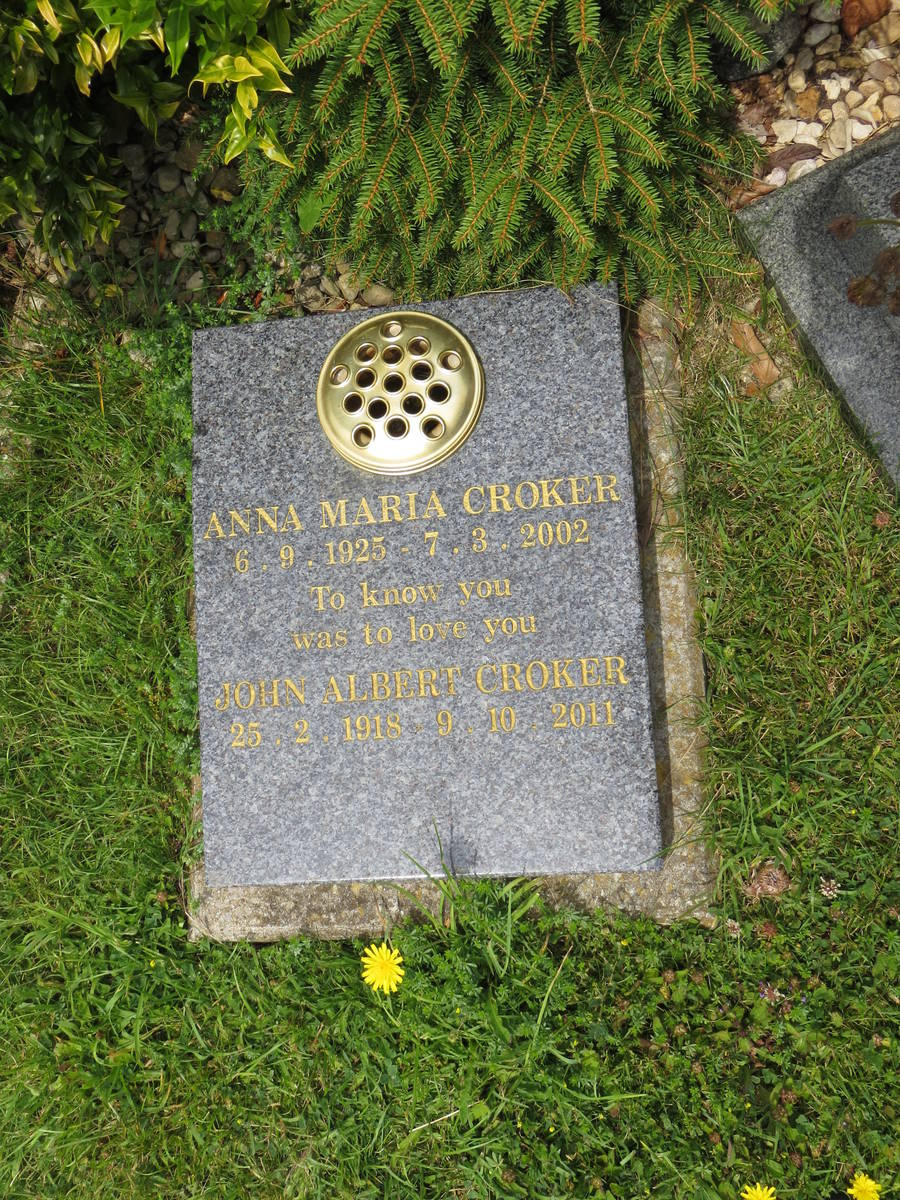 ANNA MARIA CROKER
6 . 9 . 1925 - 7 . 3 . 2002
To know you
was to love you
JOHN ALBERT CROKER
25 . 2 . 1918 - 9 . 10 . 2011